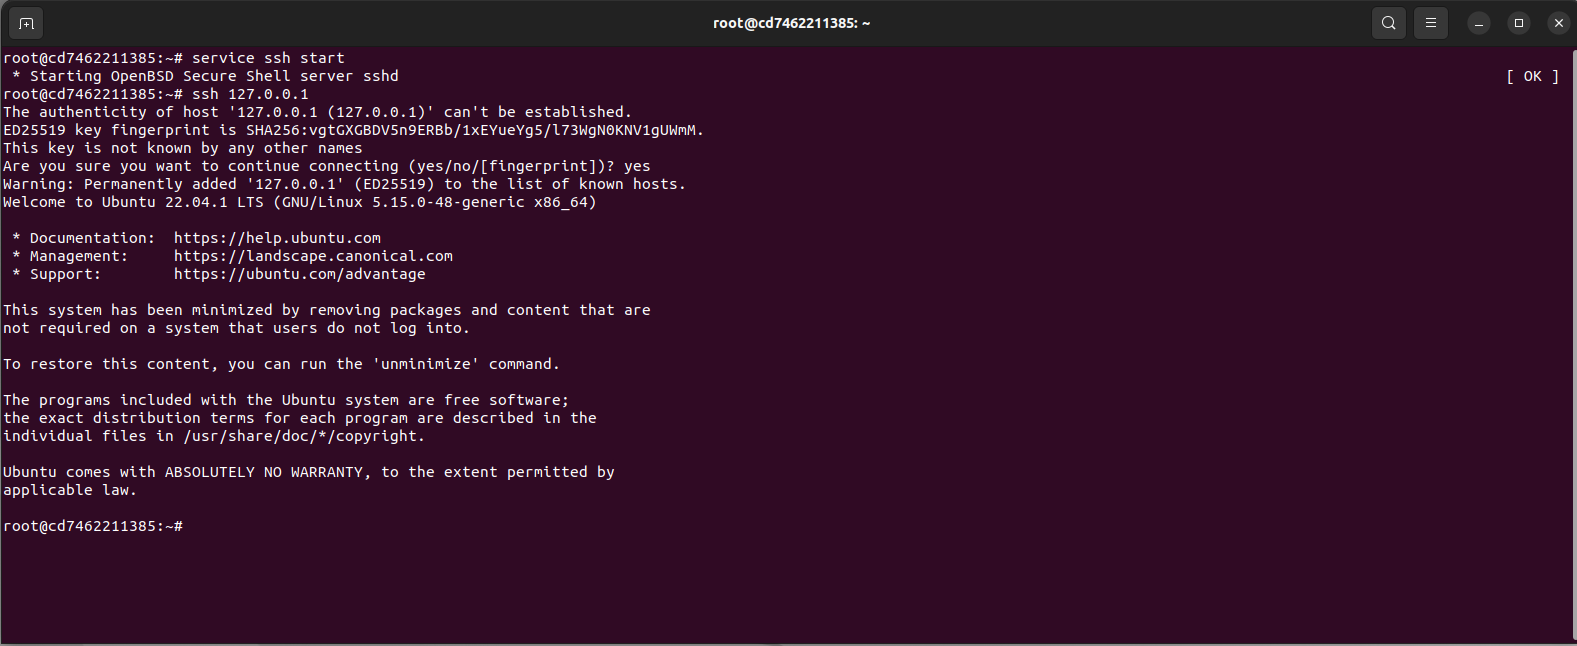 root@cd7462211385: ~
root@cd7462211385:~# service ssh start
 * Starting OpenBSD Secure Shell server sshd [ OK ]
root@cd7462211385:~# ssh 127.0.0.1
The authenticity of host '127.0.0.1 (127.0.0.1)' can't be established.
ED25519 key fingerprint is SHA256:vgtGXGBDV5n9ERBb/1xEYueYg5/l73WgN0KNV1gUWmM.
This key is not known by any other names
Are you sure you want to continue connecting (yes/no/[fingerprint])? yes
Warning: Permanently added '127.0.0.1' (ED25519) to the list of known hosts.
Welcome to Ubuntu 22.04.1 LTS (GNU/Linux 5.15.0-48-generic x86_64)
 * Documentation:  https://help.ubuntu.com
 * Management:     https://landscape.canonical.com
 * Support:        https://ubuntu.com/advantage
This system has been minimized by removing packages and content that are
not required on a system that users do not log into.
To restore this content, you can run the 'unminimize' command.
The programs included with the Ubuntu system are free software;
the exact distribution terms for each program are described in the
individual files in /usr/share/doc/*/copyright.
Ubuntu comes with ABSOLUTELY NO WARRANTY, to the extent permitted by
applicable law.
root@cd7462211385:~#